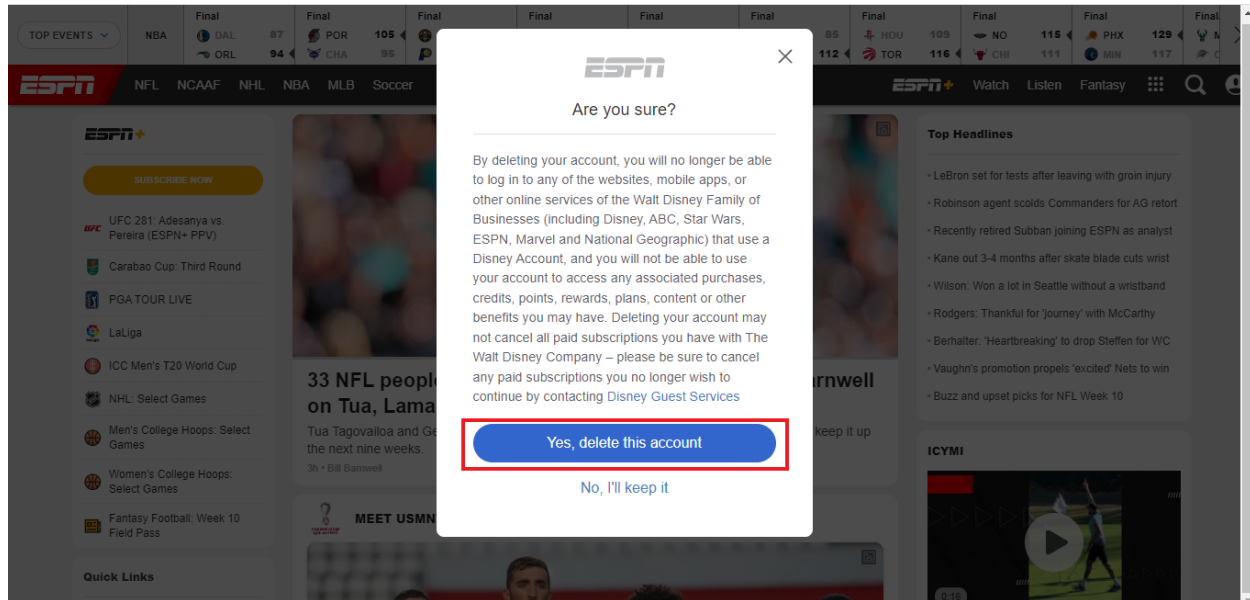 Final
Final
Final
Final
Final
Final
Final
Final
Final
Final
TOP EVENTS
NBA
DAL 87
POR 105
85
HOU 109
NO 115
PHX 129
ORL 94
CHA 95
112
TOR 116
CHI 111
MIN 117
ESPN
NFL
NCAAF
NHL
NBA
MLB
Soccer
ESPN+
Watch
Listen
Fantasy
ESPN+
SUBSCRIBE NOW
UFC
UFC 281: Adesanya vs.
Pereira (ESPN+ PPV)
Carabao Cup: Third Round
PGA TOUR LIVE
LaLiga
ICC Men's T20 World Cup
NHL: Select Games
Men's College Hoops: Select
Games
Women's College Hoops:
Select Games
Fantasy Football: Week 10
Field Pass
Quick Links
33 NFL peopl
on Tua, Lama
Tua Tagovailoa and Ge
the next nine weeks.
3h • Bill Barnwell
MEET USMN
arnwell
keep it up
ESPN
Are you sure?
By deleting your account, you will no longer be able
to log in to any of the websites, mobile apps, or
other online services of the Walt Disney Family of
Businesses (including Disney, ABC, Star Wars,
ESPN, Marvel and National Geographic) that use a
Disney Account, and you will not be able to use
your account to access any associated purchases,
credits, points, rewards, plans, content or other
benefits you may have. Deleting your account may
not cancel all paid subscriptions you have with The
Walt Disney Company – please be sure to cancel
any paid subscriptions you no longer wish to
continue by contacting Disney Guest Services
Yes, delete this account
No, I'll keep it
Top Headlines
• LeBron set for tests after leaving with groin injury
• Robinson agent scolds Commanders for AG retort
• Recently retired Subban joining ESPN as analyst
• Kane out 3-4 months after skate blade cuts wrist
• Wilson: Won a lot in Seattle without a wristband
• Rodgers: Thankful for 'journey' with McCarthy
• Berhalter: 'Heartbreaking' to drop Steffen for WC
• Vaughn's promotion propels 'excited' Nets to win
• Buzz and upset picks for NFL Week 10
ICYMI
0:16